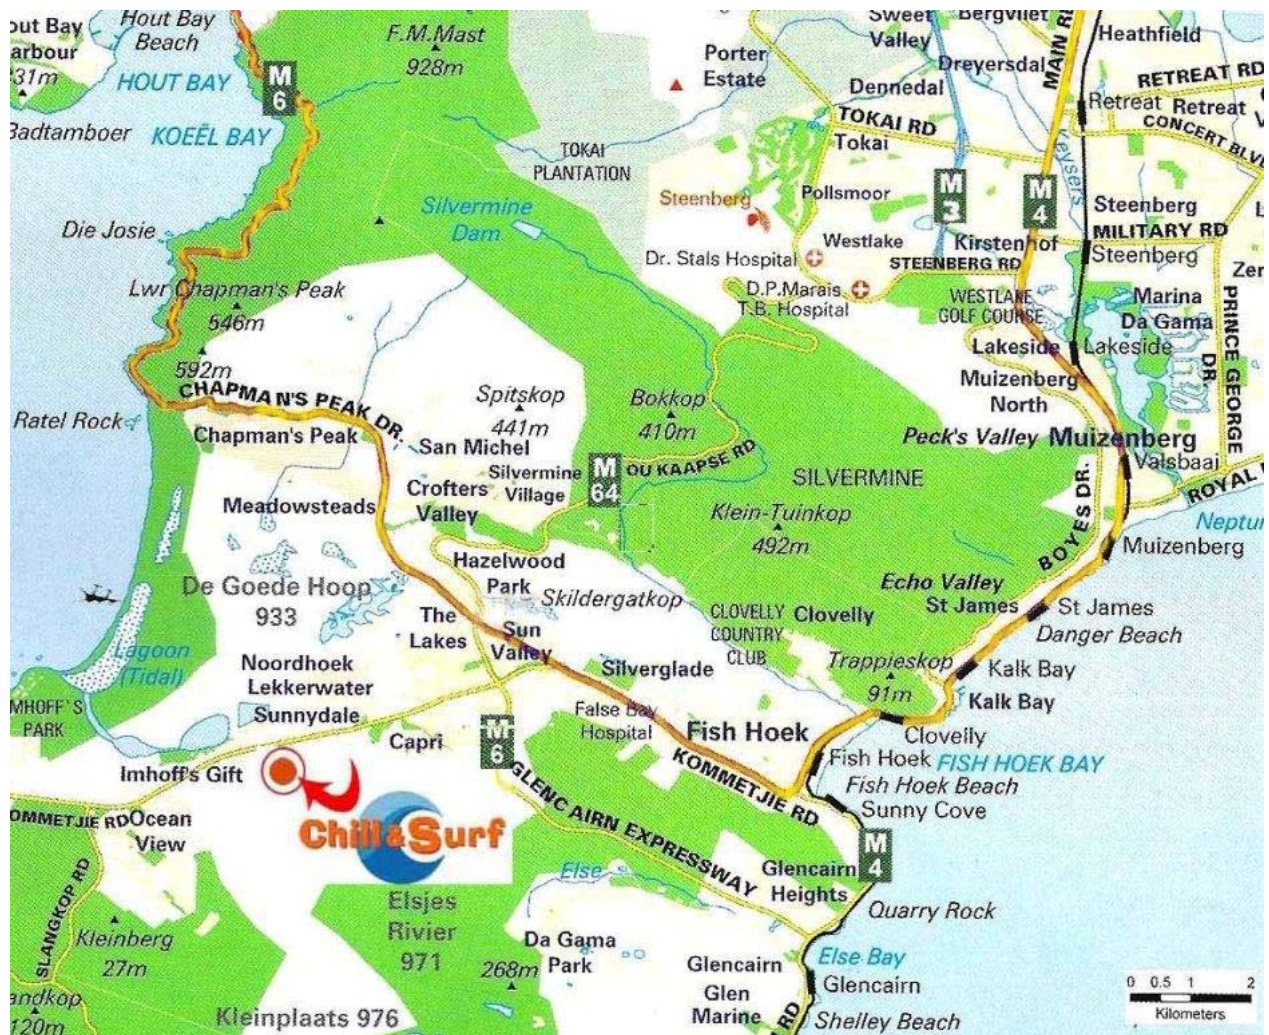 out Bay
arbour
Hout Bay
Beach
F.M.Mast
928m
Sweet
Valley
Bergvliet
Porter
Estate
Dreyersdal
MAIN RD
Heathfield
RETREAT RD
931m
HOUT BAY
M
6
Dennedal
Retreat
Retreat
Badtamboer
KOEËL BAY
TOKAI RD
Tokai
CONCERT BLV
TOKAI
PLANTATION
Keysers
Steenberg
Pollsmoor
M
3
M
4
Steenberg
Silvermine
Dam
Die Josie
Westlake
Kirstenhof
MILITARY RD
Dr. Stals Hospital
STEENBERG RD
Steenberg
Zer
Lwr Chapman's Peak
546m
D.P.Marais
T.B. Hospital
WESTLAKE
GOLF COURSE
Marina
Da Gama
PRINCE GEORGE
DR.
592m
Lakeside
Lakeside
CHAPMAN'S PEAK DR.
Spitskop
441m
Bokkop
410m
Muizenberg
North
Ratel Rock
Chapman's Peak
San Michel
Peck's Valley
Muizenberg
Valsbaai
Silvermine
Village
M
64
OU KAAPSE RD
SILVERMINE
ROYAL
Crofters
Valley
Meadowsteads
Klein-Tuinkop
492m
BOYES DR.
Neptun
Muizenberg
Hazelwood
Park
De Goede Hoop
933
Skildergatkop
Echo Valley
St James
St James
Danger Beach
The
Lakes
Sun
Valley
CLOVELLY
COUNTRY
CLUB
Clovelly
Lagoon
(Tidal)
Noordhoek
Lekkerwater
Silverglade
Trappieskop
91m
Kalk Bay
Kalk Bay
MHOFF'S
PARK
Sunnydale
Capri
M
6
False Bay
Hospital
Fish Hoek
Clovelly
Imhoff's Gift
Fish Hoek
FISH HOEK BAY
Fish Hoek Beach
Sunny Cove
KOMMETJIE RD
GLENCAIRN EXPRESSWAY
OMMETJIE RD
Ocean
View
Chill & Surf
M
4
Else
Glencairn
Heights
SLANGKOP RD
Elsjes
Rivier
971
Quarry Rock
Kleinberg
27m
Da Gama
Park
268m
Else Bay
Glencairn
Glencairn
Glen
Marine
RD
Shelley Beach
andkop
120m
Kleinplaats 976
0 0.5 1 2
Kilometers